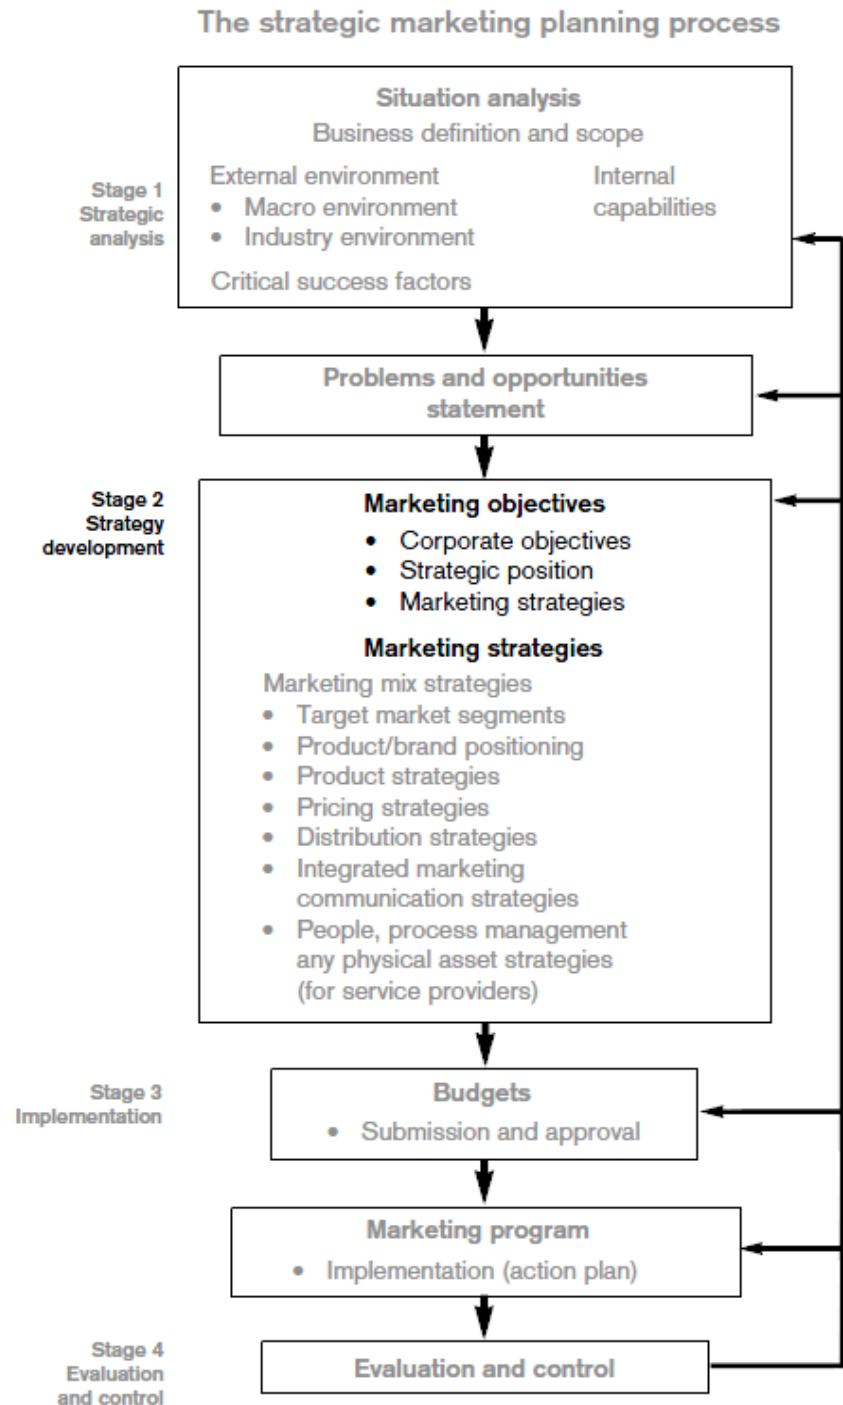 The strategic marketing planning process
Situation analysis
Business definition and scope
Stage 1
Strategic
analysis
External environment
• Macro environment
• Industry environment
Internal
capabilities
Critical success factors
Problems and opportunities
statement
Stage 2
Strategy
development
Marketing objectives
• Corporate objectives
• Strategic position
• Marketing strategies
Marketing strategies
Marketing mix strategies
• Target market segments
• Product/brand positioning
• Product strategies
• Pricing strategies
• Distribution strategies
• Integrated marketing
communication strategies
• People, process management
any physical asset strategies
(for service providers)
Stage 3
Implementation
Budgets
• Submission and approval
Marketing program
• Implementation (action plan)
Stage 4
Evaluation
and control
Evaluation and control